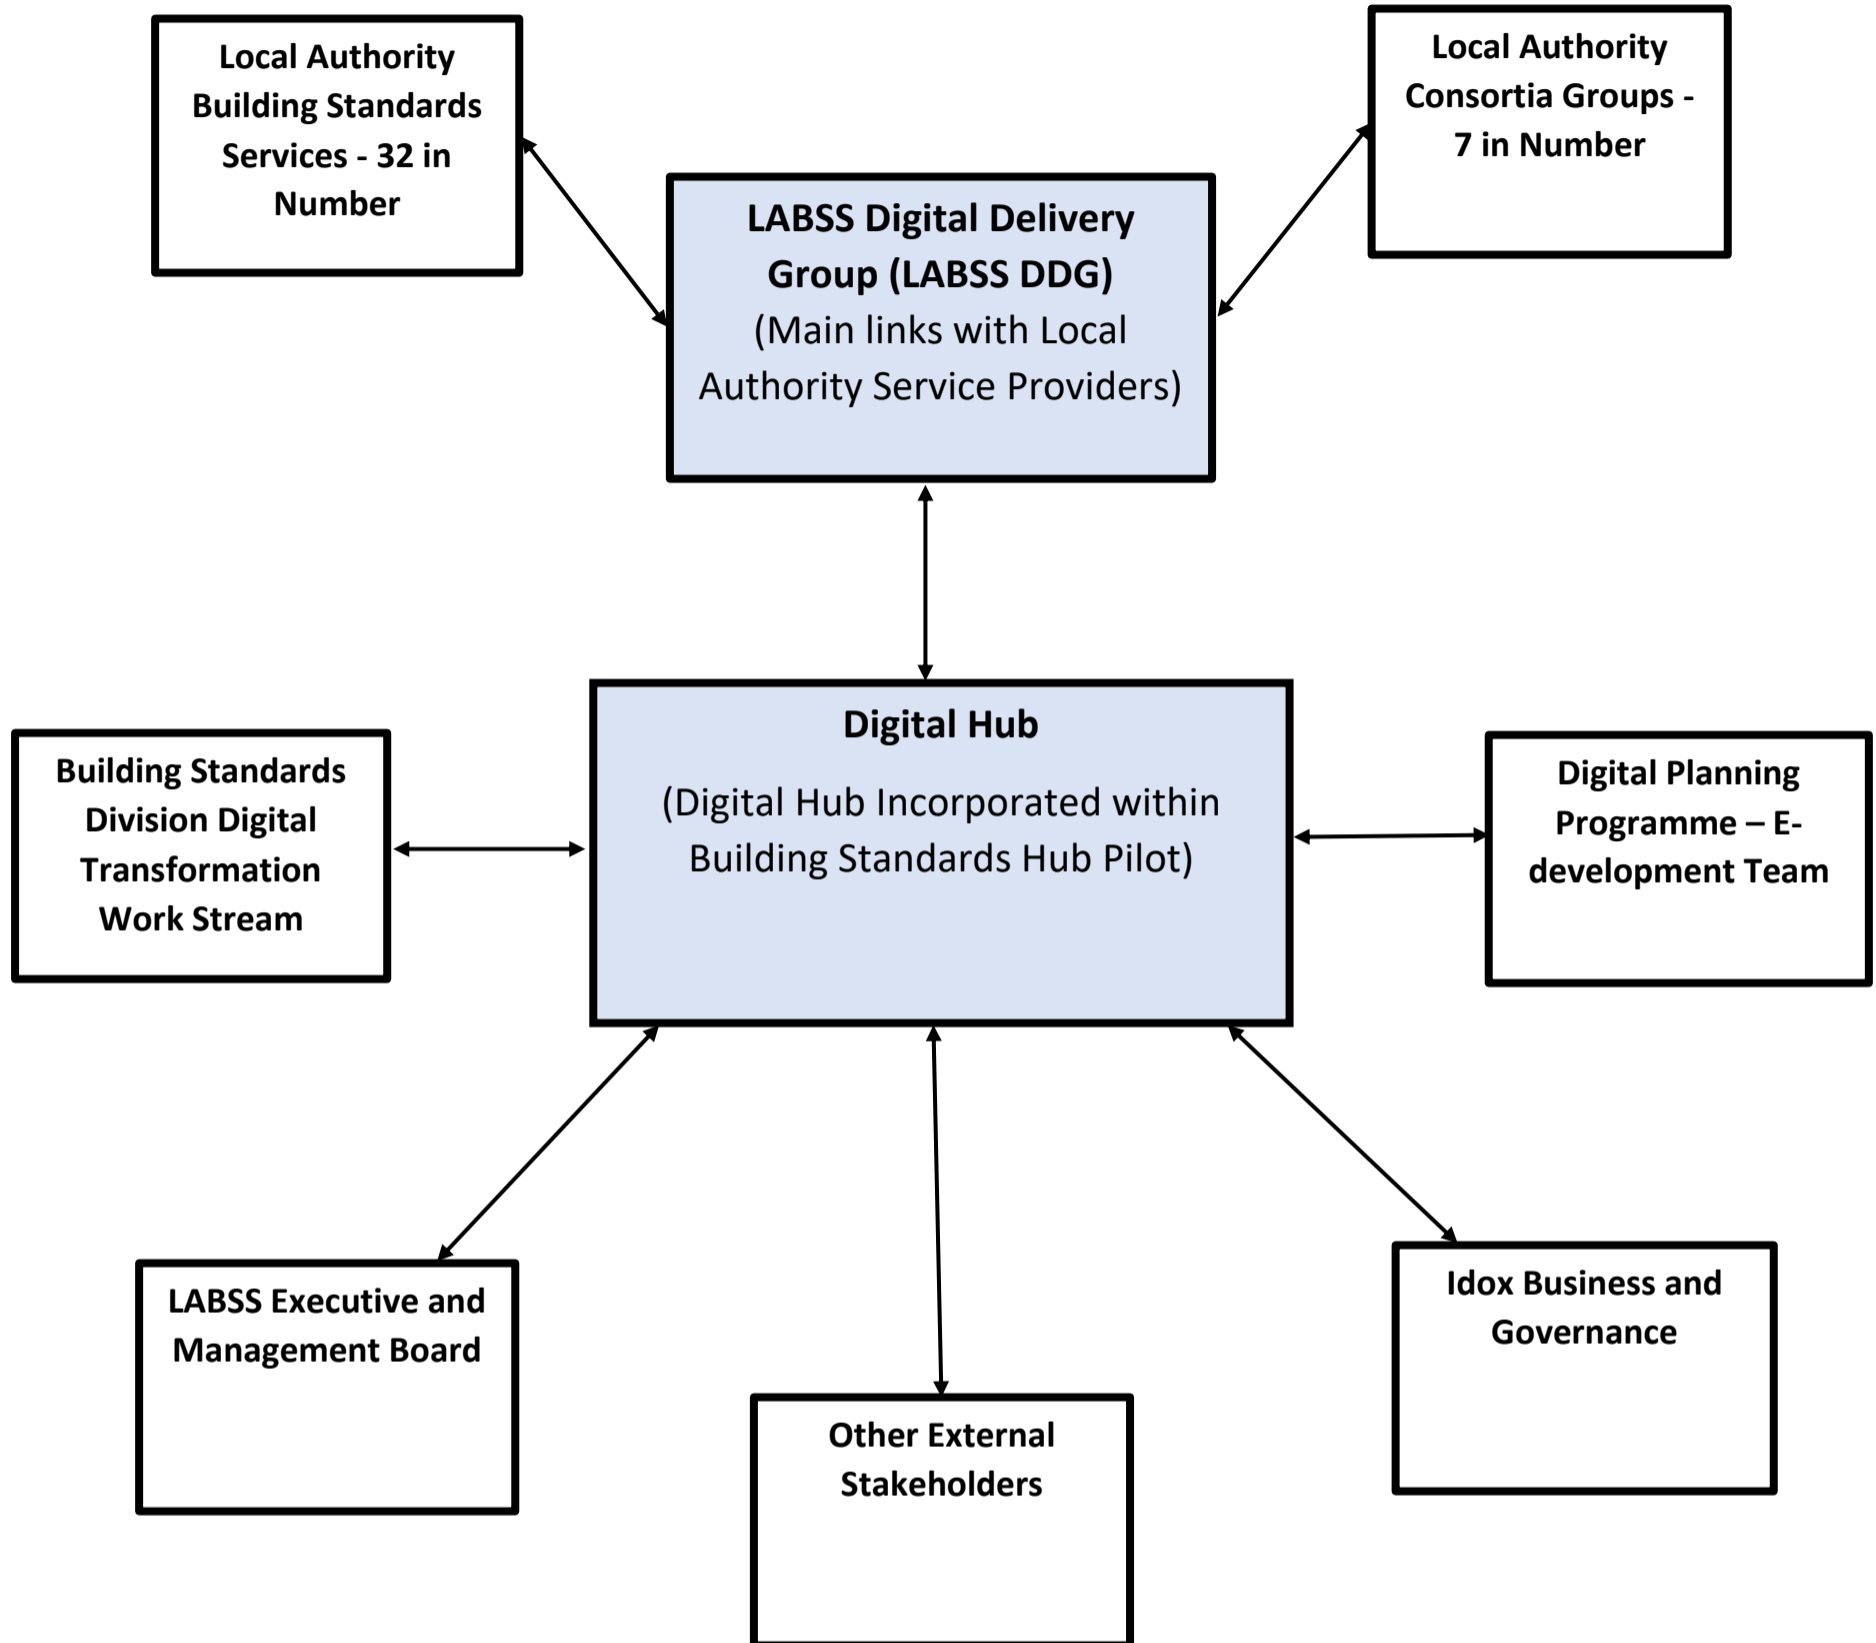 Local Authority
Building Standards
Services - 32 in
Number
Local Authority
Consortia Groups -
7 in Number
LABSS Digital Delivery
Group (LABSS DDG)
(Main links with Local
Authority Service Providers)
Digital Hub
(Digital Hub Incorporated within
Building Standards Hub Pilot)
Building Standards
Division Digital
Transformation
Work Stream
Digital Planning
Programme – E-
development Team
LABSS Executive and
Management Board
Other External
Stakeholders
Idox Business and
Governance